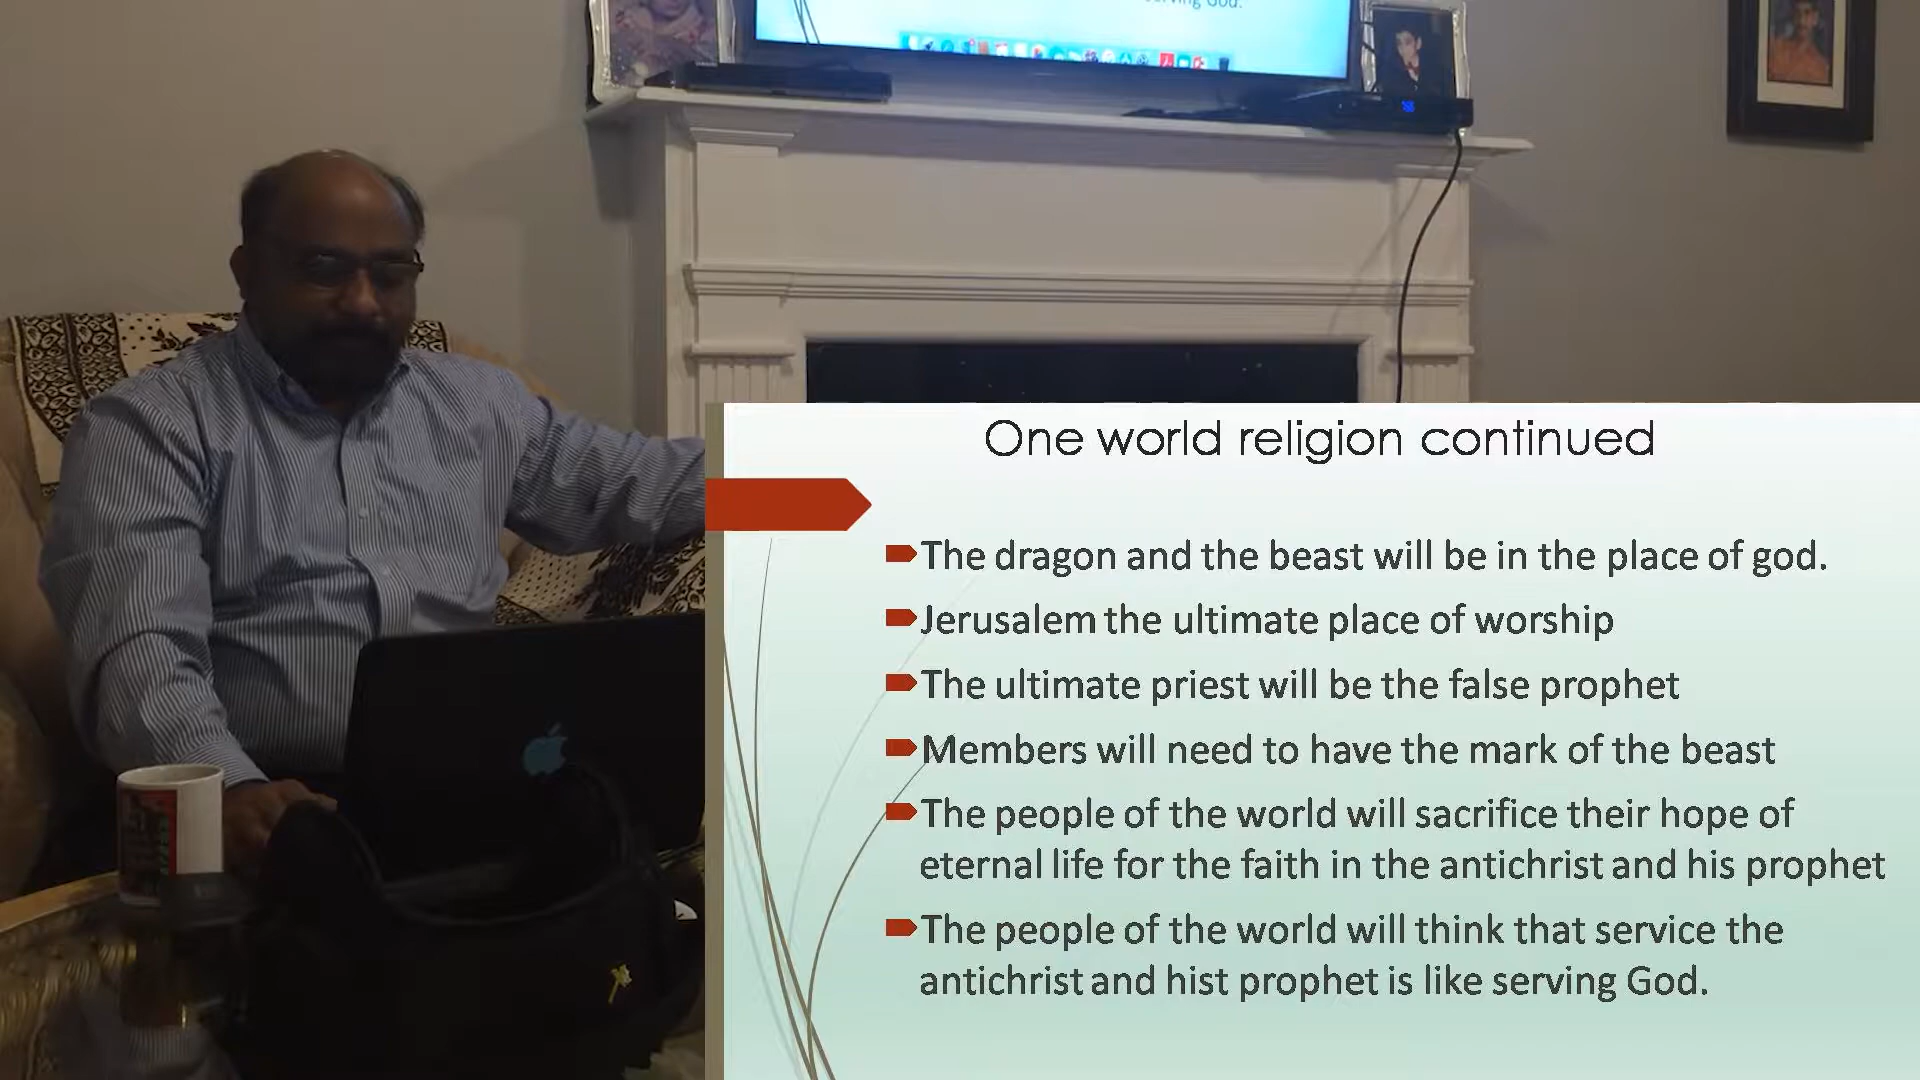 serving God.
One world religion continued
The dragon and the beast will be in the place of god.
Jerusalem the ultimate place of worship
The ultimate priest will be the false prophet
Members will need to have the mark of the beast
The people of the world will sacrifice their hope of
eternal life for the faith in the antichrist and his prophet
The people of the world will think that service the
antichrist and hist prophet is like serving God.